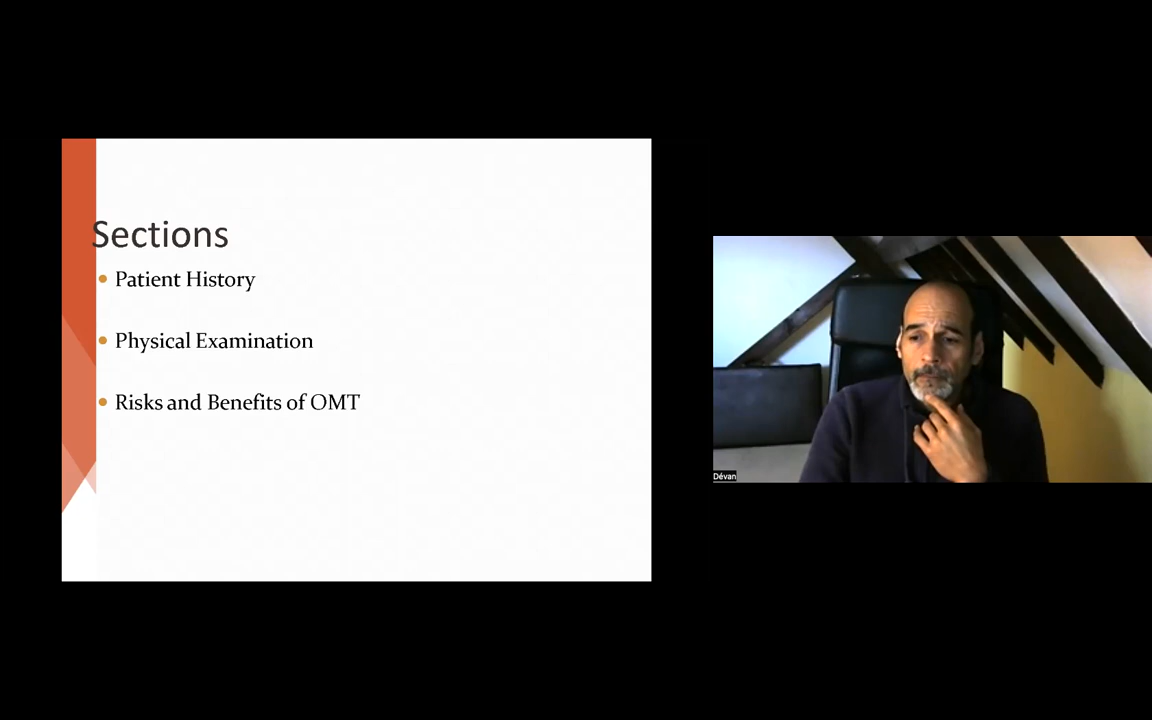 Sections
Patient History
Physical Examination
Risks and Benefits of OMT
Dévan